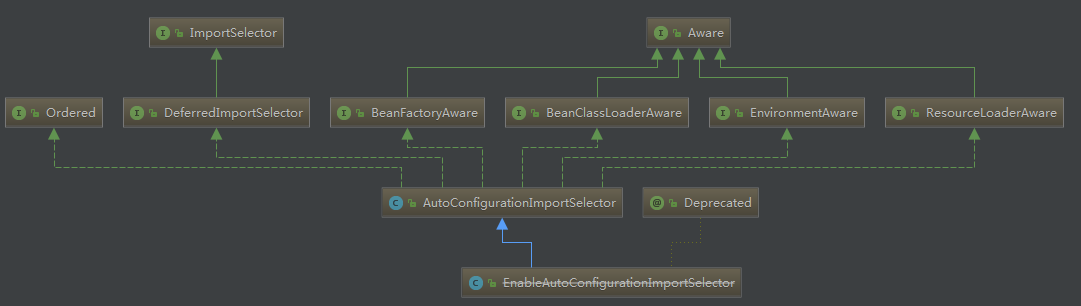 I ImportSelector
I Aware
I Ordered
I DeferredImportSelector
I BeanFactoryAware
I BeanClassLoaderAware
I EnvironmentAware
I ResourceLoaderAware
C AutoConfigurationImportSelector
@ Deprecated
C EnableAutoConfigurationImportSelector